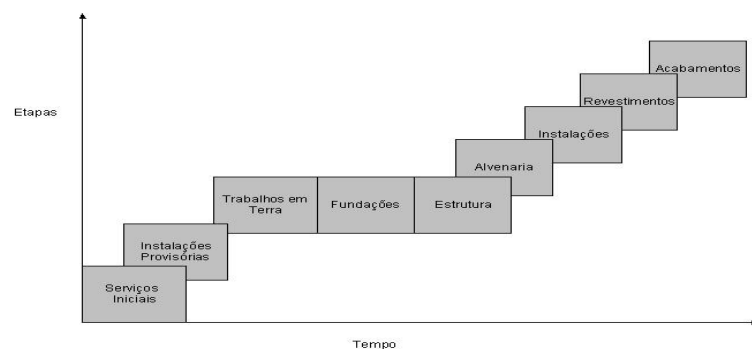 Acabamentos
Revestimentos
Etapas
Instalações
Alvenaria
Trabalhos em
Terra
Fundações
Estrutura
Instalações
Provisórias
Serviços
Iniciais
Tempo